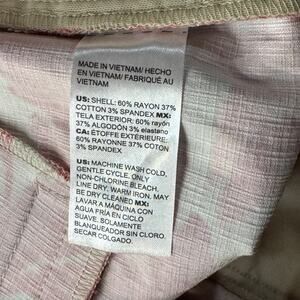 MADE IN VIETNAM/ HECHO
EN VIETNAM/ FABRIQUÉ AU
VIETNAM
US: SHELL: 60% RAYON 37%
COTTON 3% SPANDEX MX:
TELA EXTERIOR: 60% rayón
37% ALGODÓN 3% elastano
CA: ÉTOFFE EXTÉRIEURE:
60% RAYONNE 37% COTON
3% SPANDEX
US: MACHINE WASH COLD,
GENTLE CYCLE. ONLY
NON-CHLORINE BLEACH.
LINE DRY. WARM IRON. MAY
BE DRY CLEANED MX:
LAVAR A MÁQUINA CON
AGUA FRÍA EN CICLO
SUAVE. SOLAMENTE
BLANQUEADOR SIN CLORO.
SECAR COLGADO.